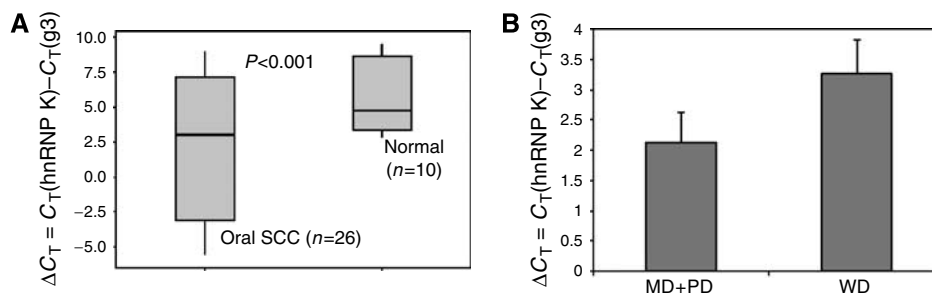 A
ΔCT = CT(hnRNP K)–CT(g3)
10.0
7.5
5.0
2.5
0.0
–2.5
–5.0
P<0.001
Normal
(n=10)
Oral SCC (n=26)
B
ΔCT = CT(hnRNP K)–CT(g3)
4
3.5
3
2.5
2
1.5
1
0.5
0
MD+PD
WD